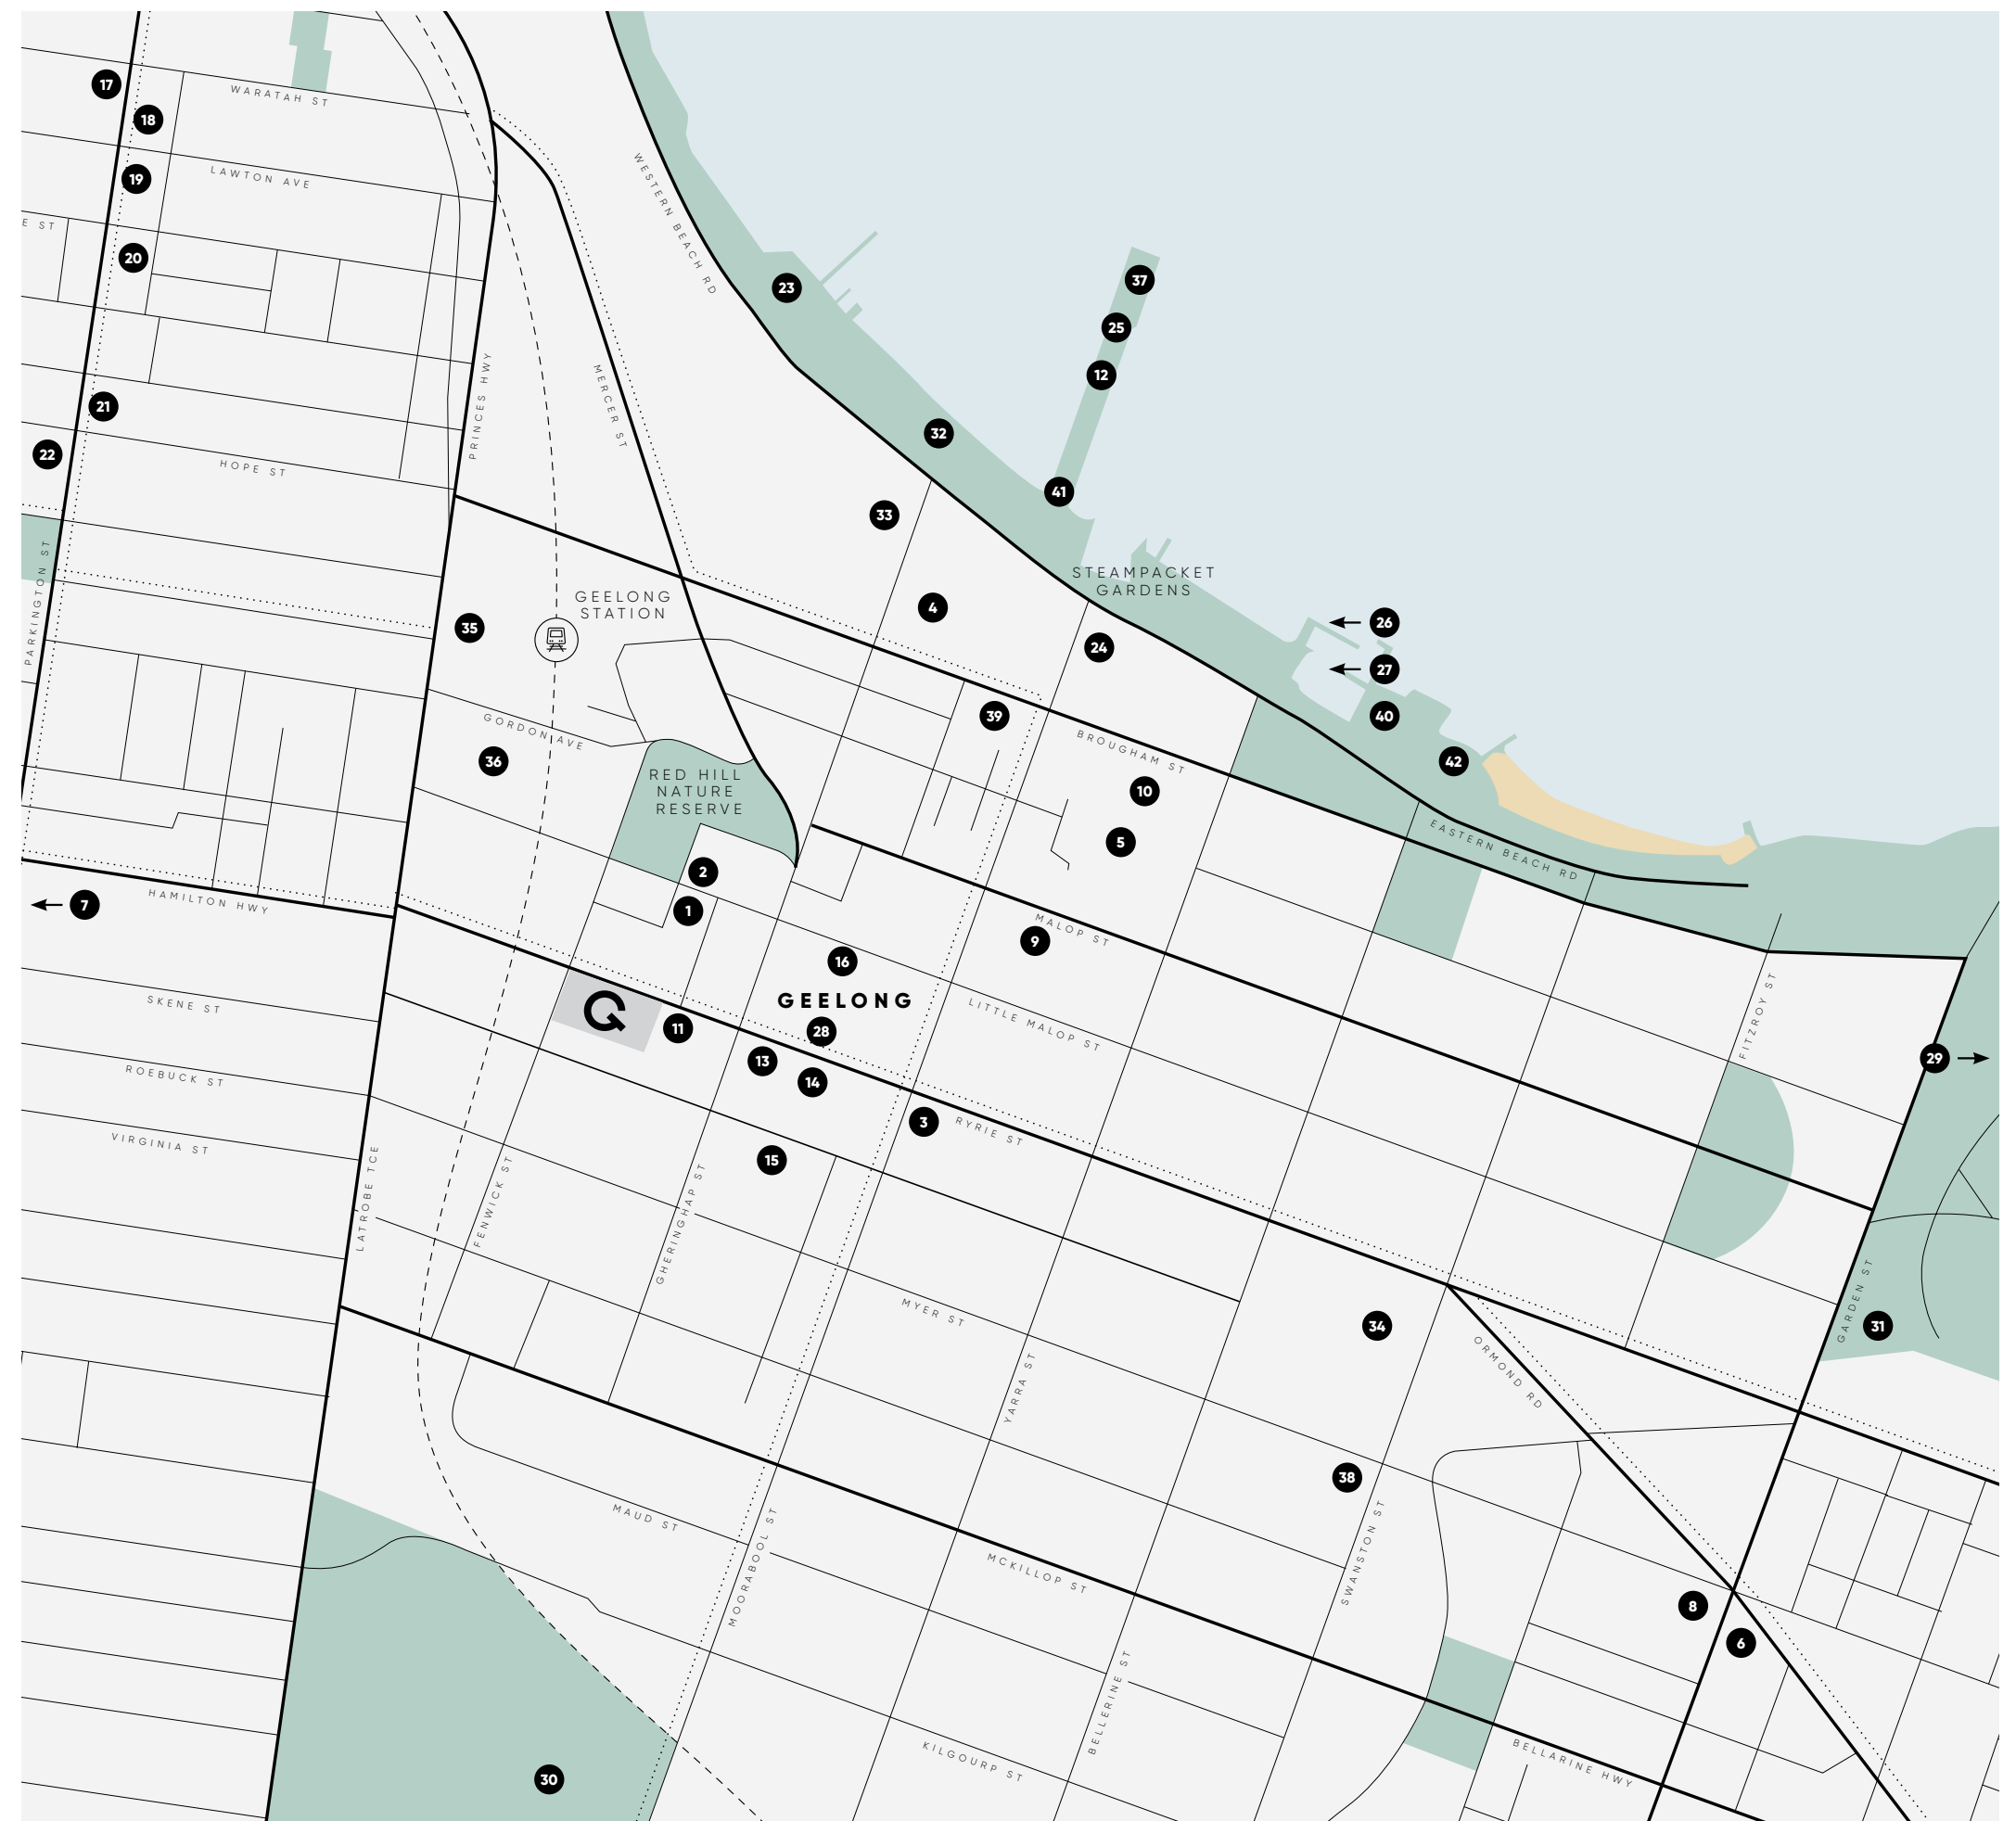 17
WARATAH ST
18
LAWTON AVE
19
E ST
WESTERN BEACH RD
20
23
37
25
12
PRINCES HWY
MERCER ST
21
32
22
HOPE ST
41
33
STEAMPACKET
GARDENS
GEELONG
STATION
4
26
PARKINGTON ST
35
24
27
39
40
GORDON AVE
BROUGHAM ST
36
42
RED HILL
NATURE
RESERVE
10
5
EASTERN BEACH RD
2
HAMILTON HWY
7
1
MALOP ST
9
16
SKENE ST
Q
GEELONG
LITTLE MALOP ST
FITZROY ST
11
28
29
13
14
ROEBUCK ST
3
RYRIE ST
VIRGINIA ST
15
LATROBE TCE
FENWICK ST
GHERINGHAP ST
MYER ST
34
GARDEN ST
31
YARRA ST
ORMOND RD
38
MAUD ST
MOORABOOL ST
MCKILLOP ST
SWANSTON ST
8
6
BELLERINE ST
KILGOURP ST
BELLARINE HWY
30